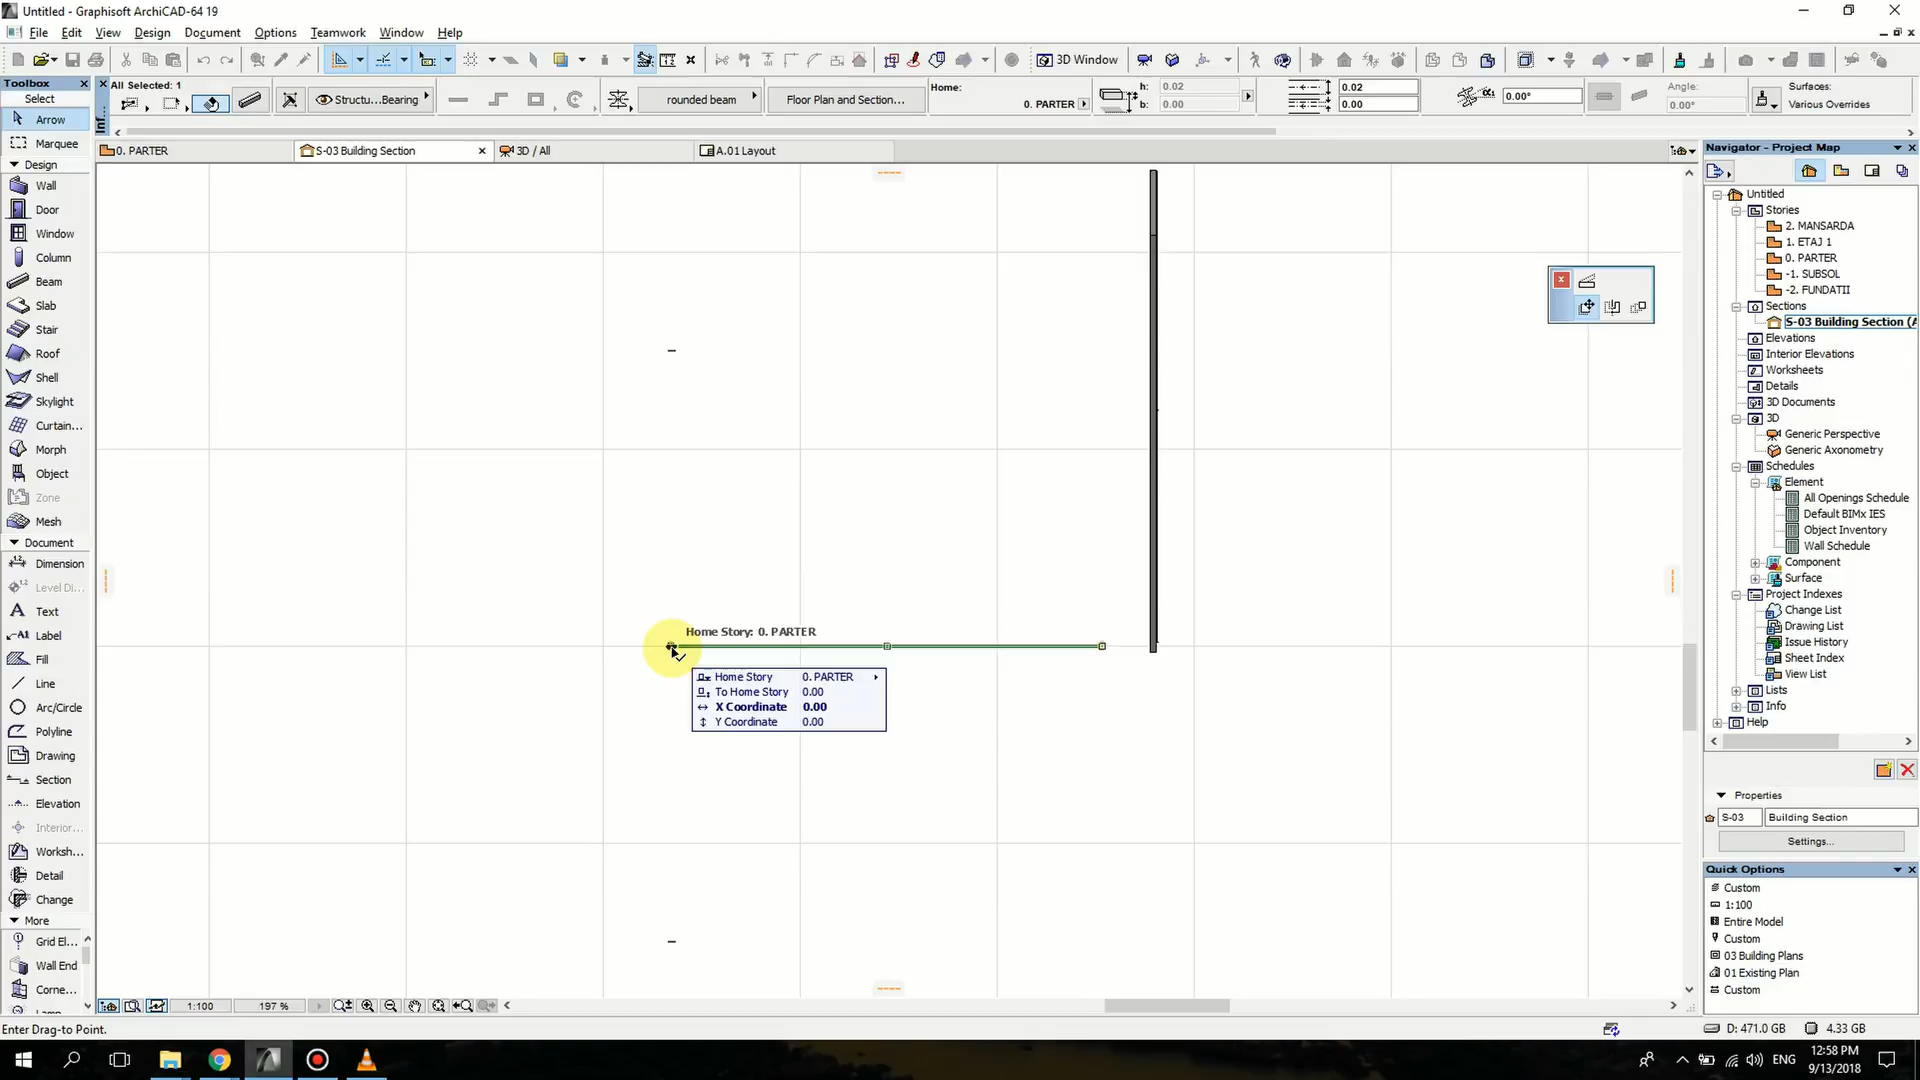 Untitled - Graphisoft ArchiCAD-64 19
File Edit View Design Document Options Teamwork Window Help
3D Window
Toolbox
Select
Arrow
Marquee
Design
Wall
Door
Window
Column
Beam
Slab
Stair
Roof
Shell
Skylight
Curtain...
Morph
Object
Zone
Mesh
Document
Dimension
Level Di...
Text
Label
Fill
Line
Arc/Circle
Polyline
Drawing
Section
Elevation
Interior...
Worksh...
Detail
Change
More
Grid El...
Wall End
Corne...
All Selected: 1
Structu...Bearing
rounded beam
Floor Plan and Section...
Home:
0. PARTER
h: 0.02
b: 0.00
0.02
0.00
0.00°
Angle:
0.00°
Surfaces:
Various Overrides
0. PARTER
S-03 Building Section
3D / All
A.01 Layout
Home Story: 0. PARTER
Home Story 0. PARTER
To Home Story 0.00
X Coordinate 0.00
Y Coordinate 0.00
Navigator - Project Map
Untitled
Stories
2. MANSARDA
1. ETAJ 1
0. PARTER
-1. SUBSOL
-2. FUNDATII
Sections
S-03 Building Section (A
Elevations
Interior Elevations
Worksheets
Details
3D Documents
3D
Generic Perspective
Generic Axonometry
Schedules
Element
All Openings Schedule
Default BIMx IES
Object Inventory
Wall Schedule
Component
Surface
Project Indexes
Change List
Drawing List
Issue History
Sheet Index
View List
Lists
Info
Help
Properties
S-03 Building Section
Settings...
Quick Options
Custom
1:100
Entire Model
Custom
03 Building Plans
01 Existing Plan
Custom
1:100 197 %
Enter Drag-to Point.
D: 471.0 GB 4.33 GB
ENG
12:58 PM
9/13/2018